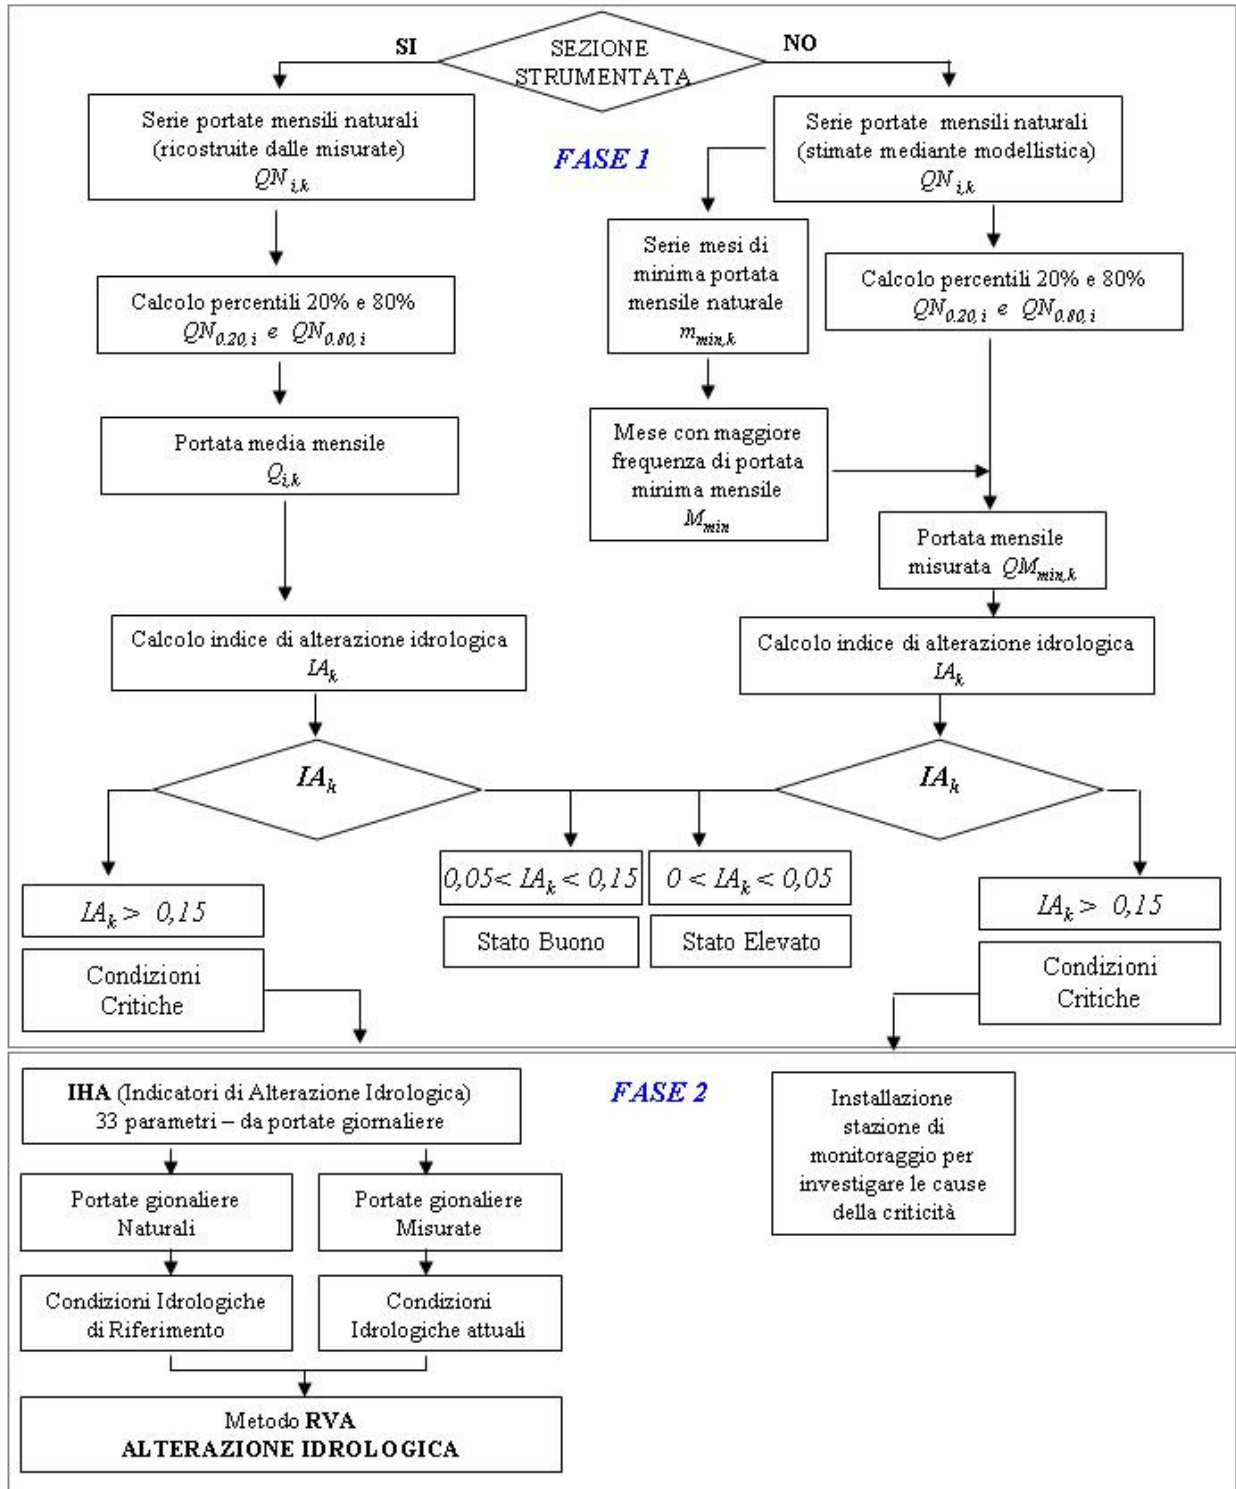 SI
SEZIONE
STRUMENTATA
NO
Serie portate mensili naturali
(ricostruite dalle misurate)
QN i,k
FASE 1
Serie portate mensili naturali
(stimate mediante modellistica)
QN i,k
Serie mesi di
minima portata
mensile naturale
m min,k
Calcolo percentili 20% e 80%
QN 0.20,i e QN 0.80,i
Calcolo percentili 20% e 80%
QN 0.20,i e QN 0.80,i
Portata media mensile
Q i,k
Mese con maggiore
frequenza di portata
minima mensile
M min
Portata mensile
misurata QM min,k
Calcolo indice di alterazione idrologica
IA k
Calcolo indice di alterazione idrologica
IA k
IA k
IA k
IA k > 0,15
0,05< IA k < 0,15
0 < IA k < 0,05
IA k > 0,15
Condizioni
Critiche
Stato Buono
Stato Elevato
Condizioni
Critiche
IHA (Indicatori di Alterazione Idrologica)
33 parametri – da portate giornaliere
FASE 2
Installazione
stazione di
monitoraggio per
investigare le cause
della criticità
Portate gionaliere
Naturali
Portate gionaliere
Misurate
Condizioni Idrologiche
di Riferimento
Condizioni
Idrologiche attuali
Metodo RVA
ALTERAZIONE IDROLOGICA